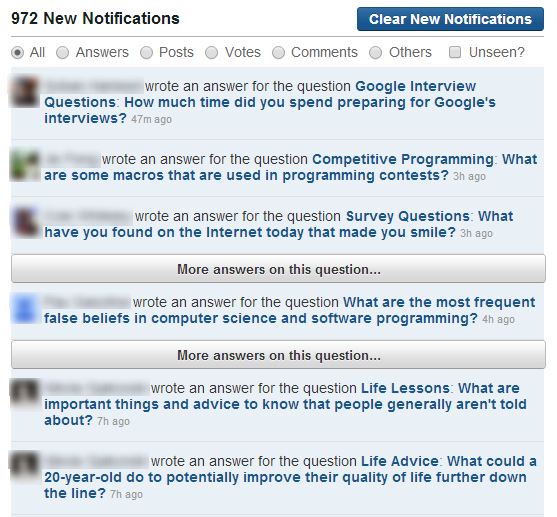 972 New Notifications
Clear New Notifications
All Answers Posts Votes Comments Others Unseen?
wrote an answer for the question Google Interview
Questions: How much time did you spend preparing for Google's
interviews? 47m ago
wrote an answer for the question Competitive Programming: What
are some macros that are used in programming contests? 3h ago
wrote an answer for the question Survey Questions: What
have you found on the Internet today that made you smile? 3h ago
More answers on this question...
wrote an answer for the question What are the most frequent
false beliefs in computer science and software programming? 4h ago
More answers on this question...
wrote an answer for the question Life Lessons: What are
important things and advice to know that people generally aren't told
about? 7h ago
wrote an answer for the question Life Advice: What could a
20-year-old do to potentially improve their quality of life further down
the line? 7h ago